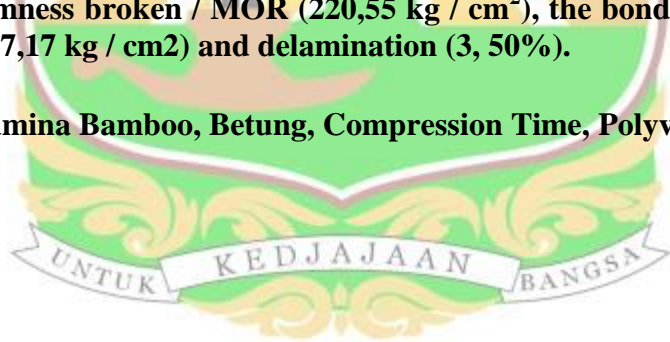 mness broken / MOR (220,55 kg / cm²), the bond
7,17 kg / cm2) and delamination (3, 50%).
mina Bamboo, Betung, Compression Time, Polyv
UNTUK KEDJAJAAN BANGSA